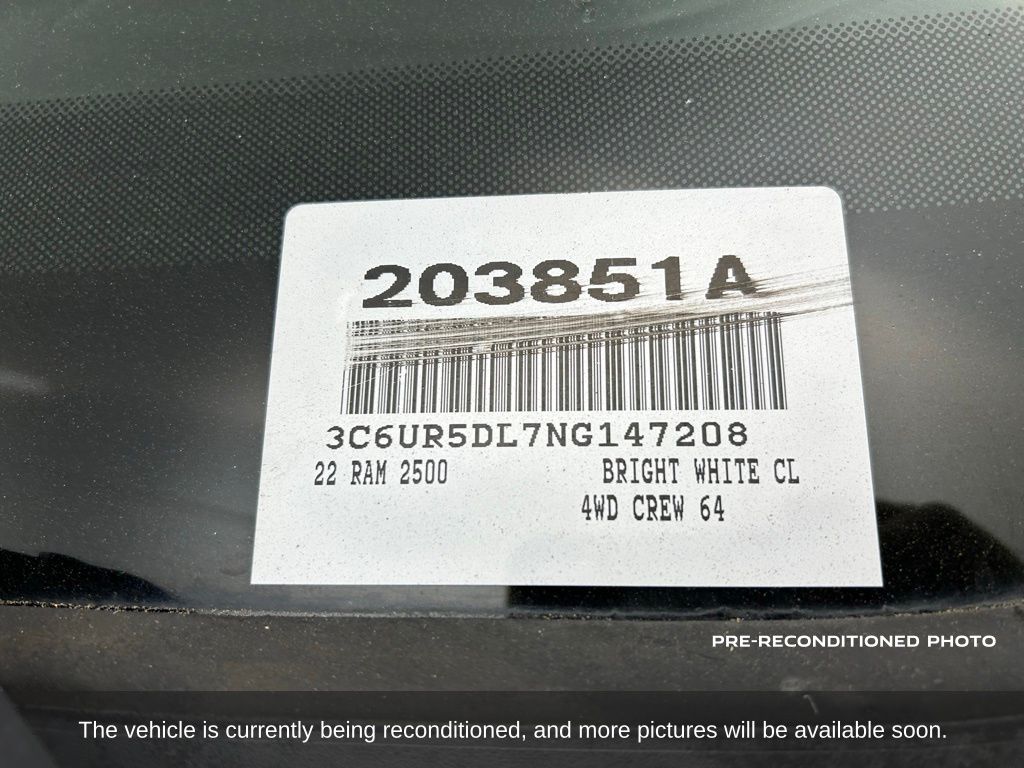 203851A
3C6UR5DL7NG147208
22 RAM 2500 BRIGHT WHITE CL
4WD CREW 64
PRE-RECONDITIONED PHOTO
The vehicle is currently being reconditioned, and more pictures will be available soon.